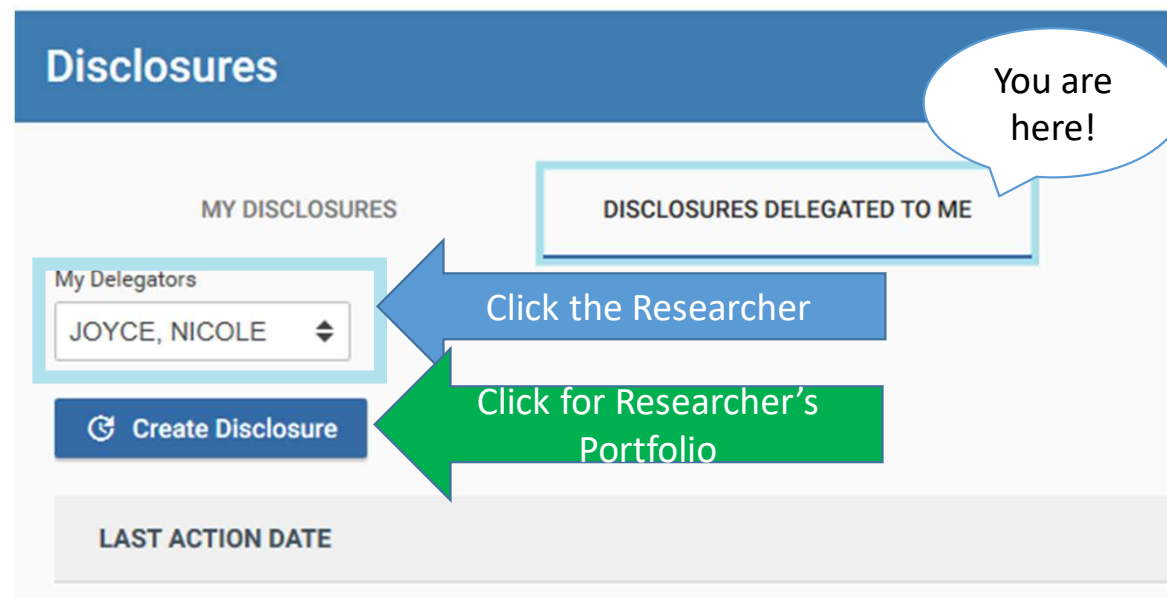 Disclosures
You are
here!
MY DISCLOSURES
DISCLOSURES DELEGATED TO ME
My Delegators
JOYCE, NICOLE
Click the Researcher
Create Disclosure
Click for Researcher’s
Portfolio
LAST ACTION DATE